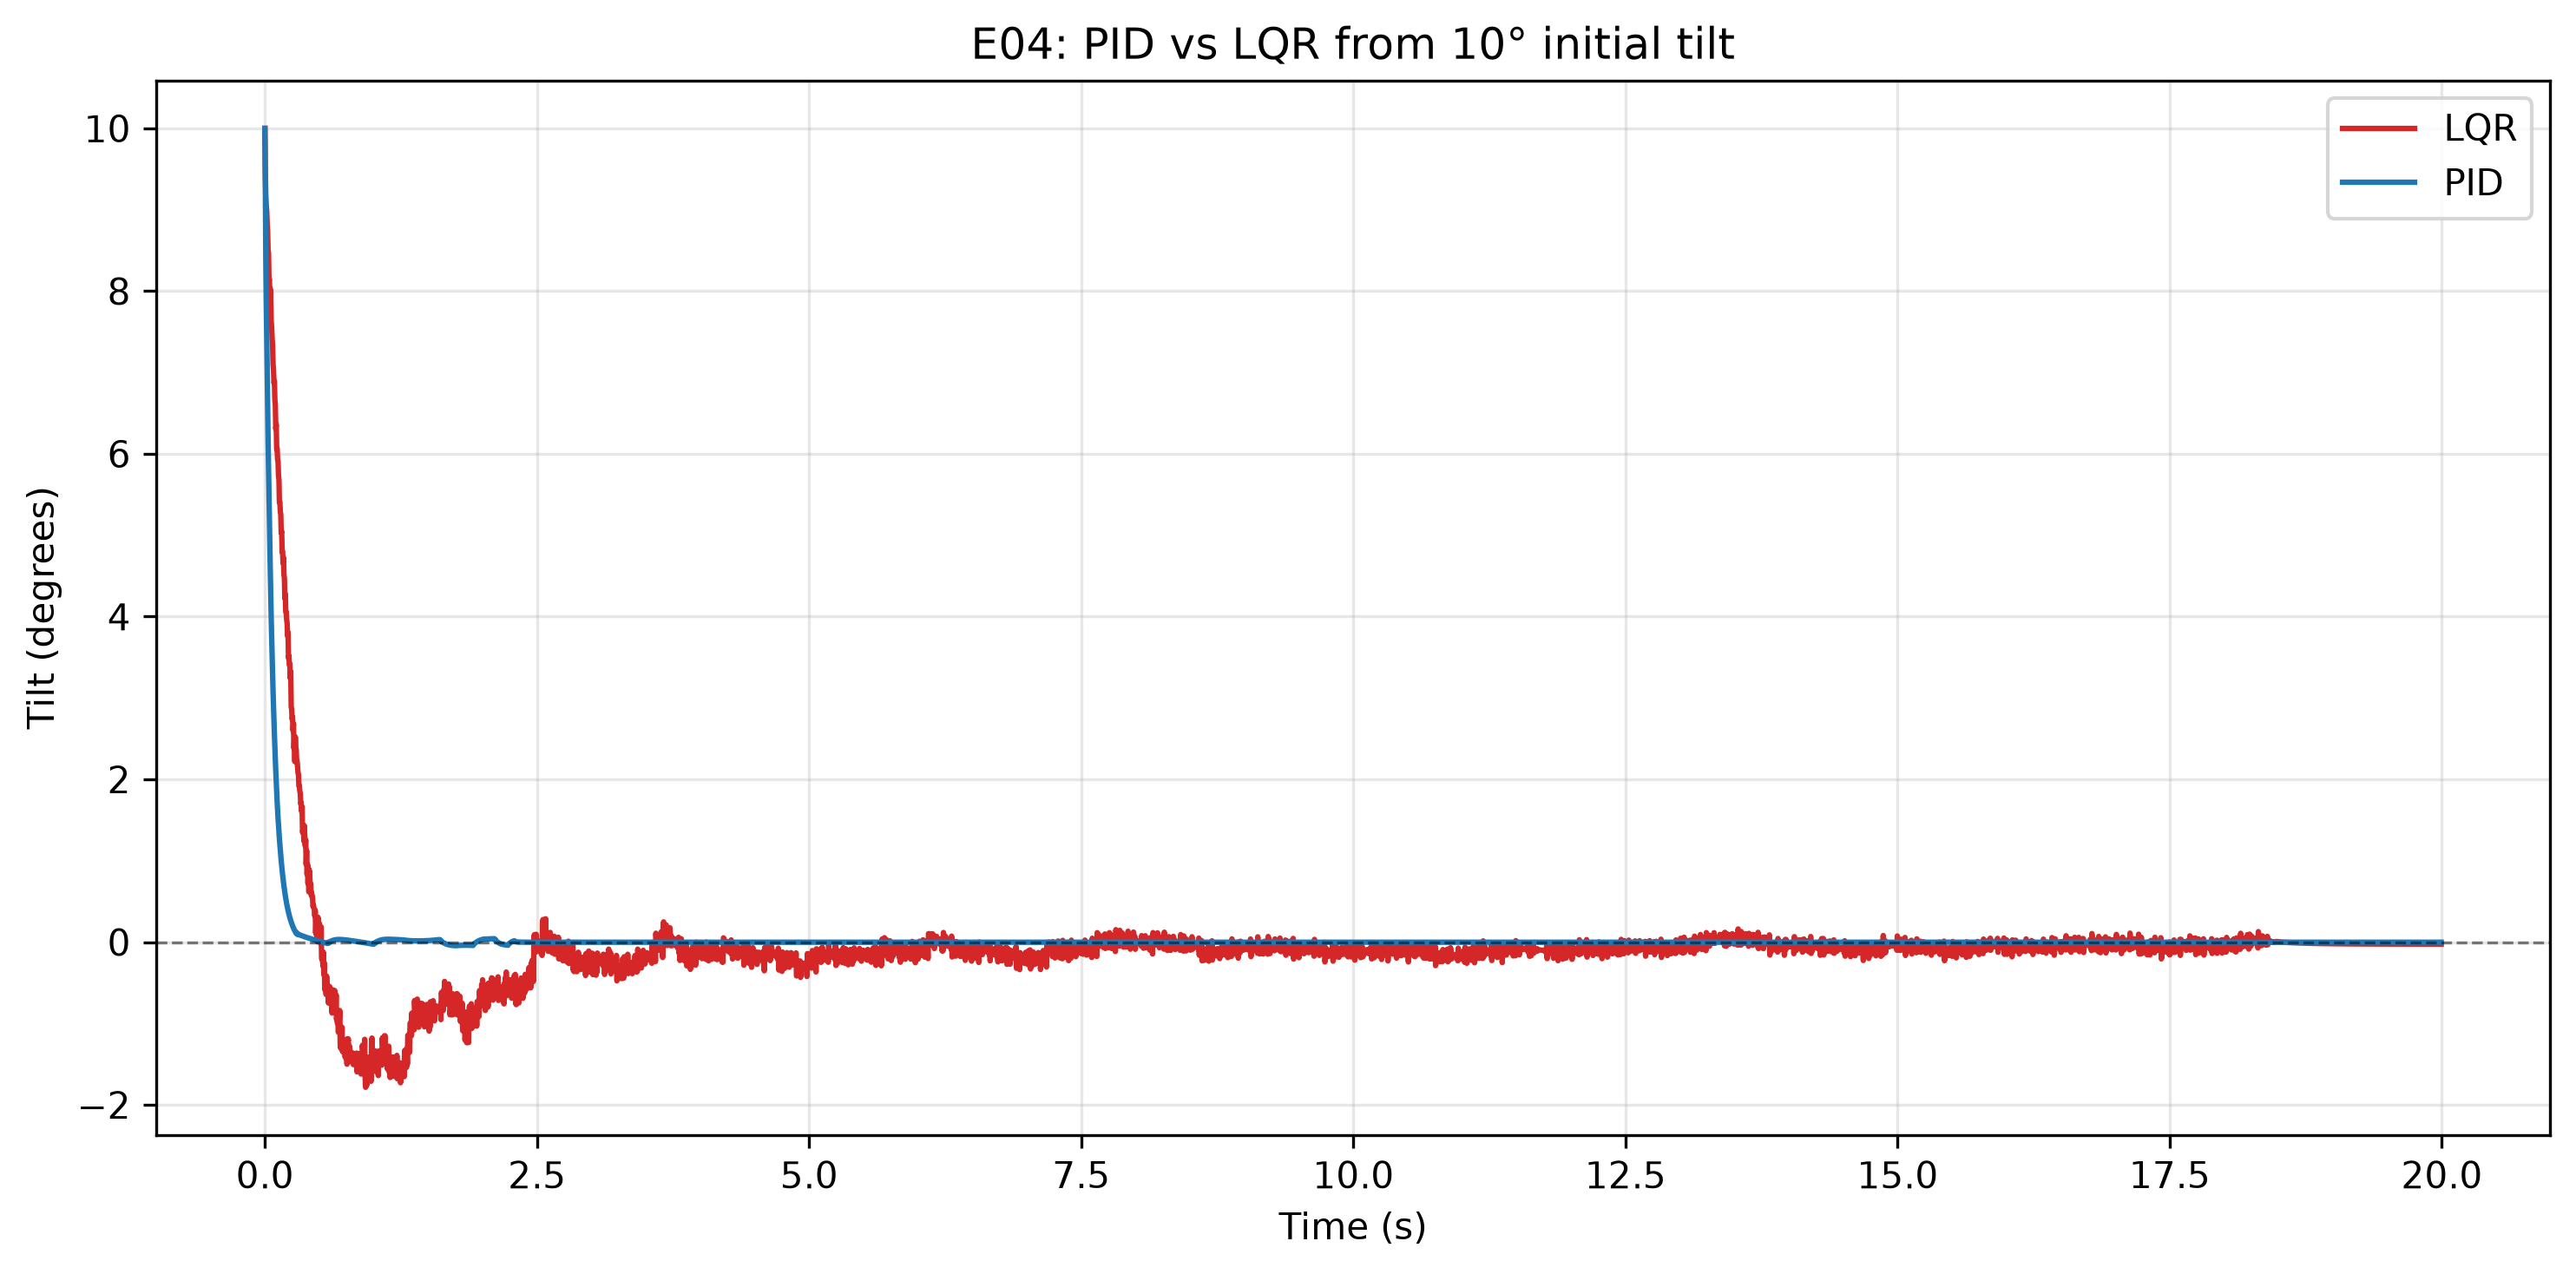 E04: PID vs LQR from 10° initial tilt
LQR
PID
10
8
6
4
2
0
−2
Tilt (degrees)
0.0 2.5 5.0 7.5 10.0 12.5 15.0 17.5 20.0
Time (s)